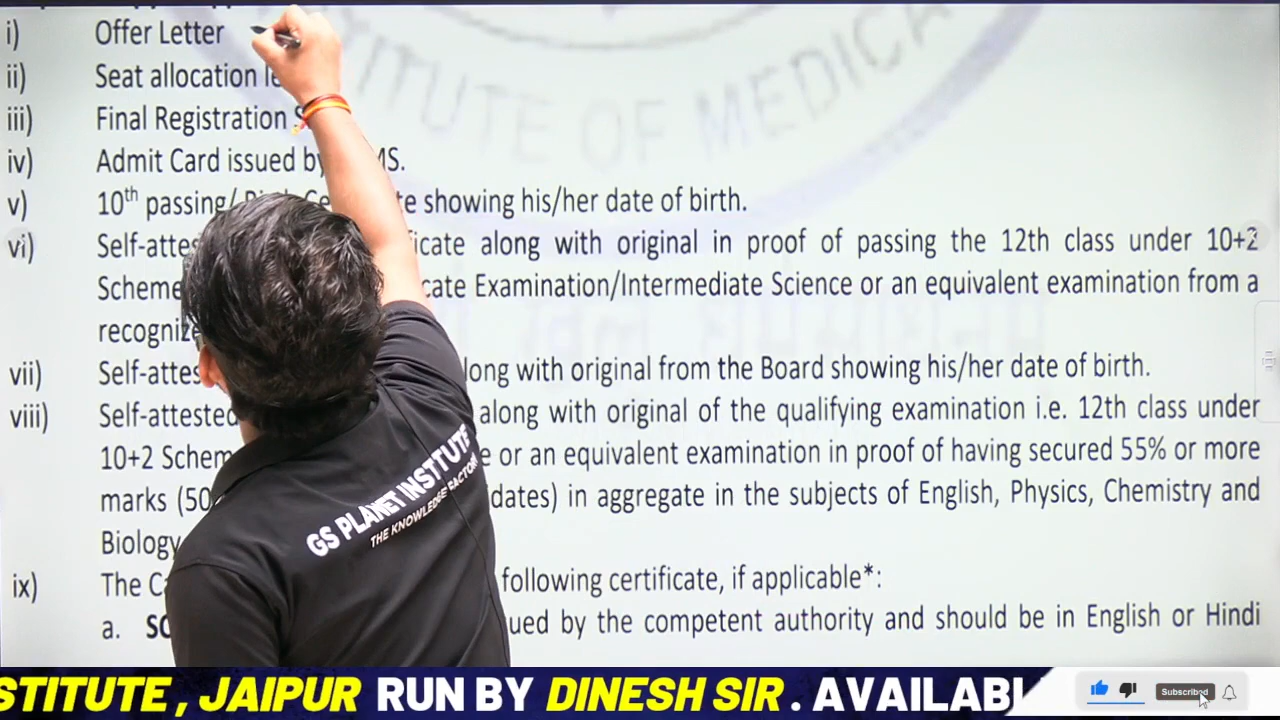 i) Offer Letter
ii) Seat allocation le
iii) Final Registration S
iv) Admit Card issued by MS.
v) 10th passing/ te showing his/her date of birth.
vi) Self-attes ficate along with original in proof of passing the 12th class under 10+2
Scheme cate Examination/Intermediate Science or an equivalent examination from a
recognize
vii) Self-attes long with original from the Board showing his/her date of birth.
viii) Self-attested along with original of the qualifying examination i.e. 12th class under
10+2 Schem e or an equivalent examination in proof of having secured 55% or more
marks (50 dates) in aggregate in the subjects of English, Physics, Chemistry and
Biology
ix) The Ca following certificate, if applicable*:
a. SC ued by the competent authority and should be in English or Hindi
TITUTE OF MEDICA
GS PLANET INSTITUTE
THE KNOWLEDGE FACTORY
STITUTE, JAIPUR RUN BY DINESH SIR. AVAILABL
Subscribed